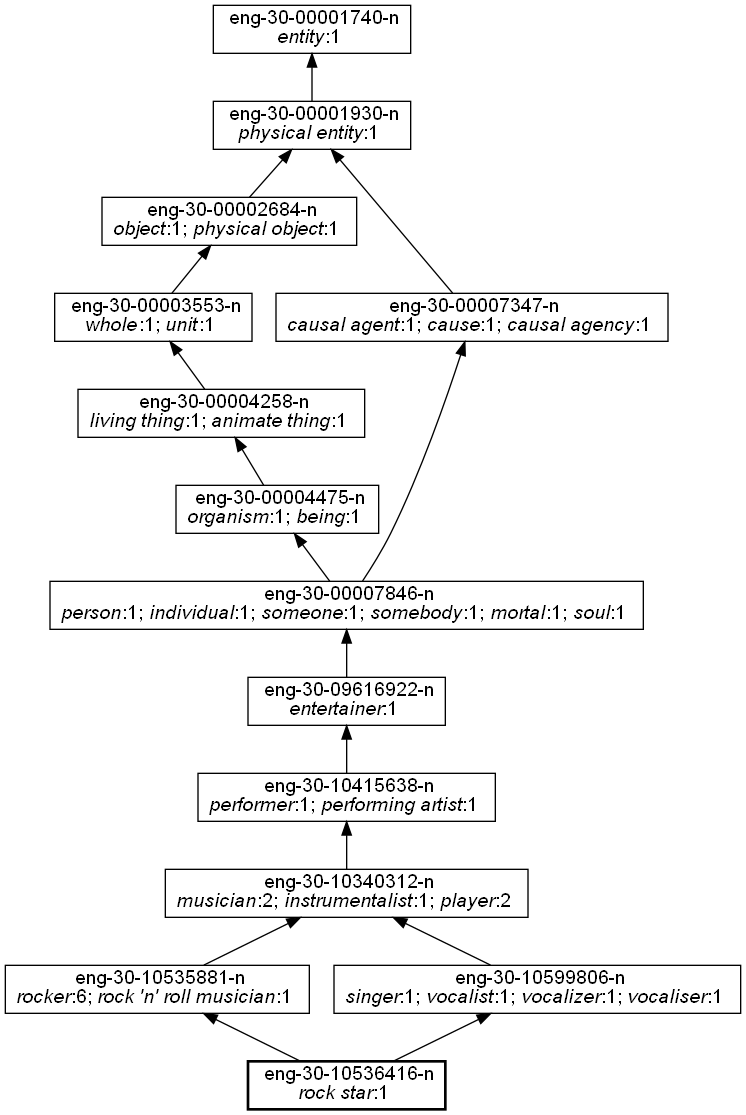 eng-30-00001740-n
entity:1
eng-30-00001930-n
physical entity:1
eng-30-00002684-n
object:1; physical object:1
eng-30-00003553-n
whole:1; unit:1
eng-30-00007347-n
causal agent:1; cause:1; causal agency:1
eng-30-00004258-n
living thing:1; animate thing:1
eng-30-00004475-n
organism:1; being:1
eng-30-00007846-n
person:1; individual:1; someone:1; somebody:1; mortal:1; soul:1
eng-30-09616922-n
entertainer:1
eng-30-10415638-n
performer:1; performing artist:1
eng-30-10340312-n
musician:2; instrumentalist:1; player:2
eng-30-10535881-n
rocker:6; rock 'n' roll musician:1
eng-30-10599806-n
singer:1; vocalist:1; vocalizer:1; vocaliser:1
eng-30-10536416-n
rock star:1